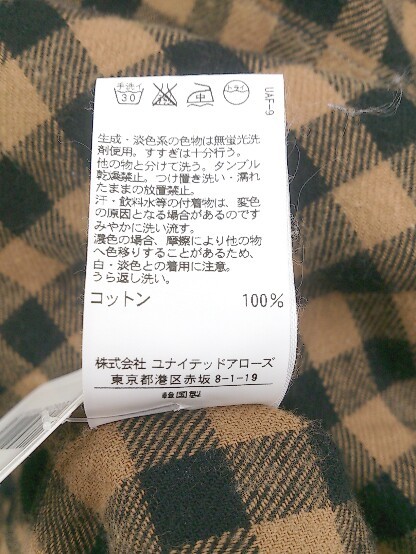 手洗イ
30
中
ドライ
UAF-9
生成・淡色系の色物は無蛍光洗
剤使用。すすぎは十分行う。
他の物と分けて洗う。タンブル
乾燥禁止。つけ置き洗い・濡れ
たままの放置禁止。
汗・飲料水等の付着物は、変色
の原因となる場合があるのです
みやかに洗い流す。
濃色の場合、摩擦により他の物
へ色移りすることがあるため、
白・淡色との着用に注意。
うら返し洗い。
コットン 100%
株式会社 ユナイテッドアローズ
東京都港区赤坂 8-1-19
韓国製